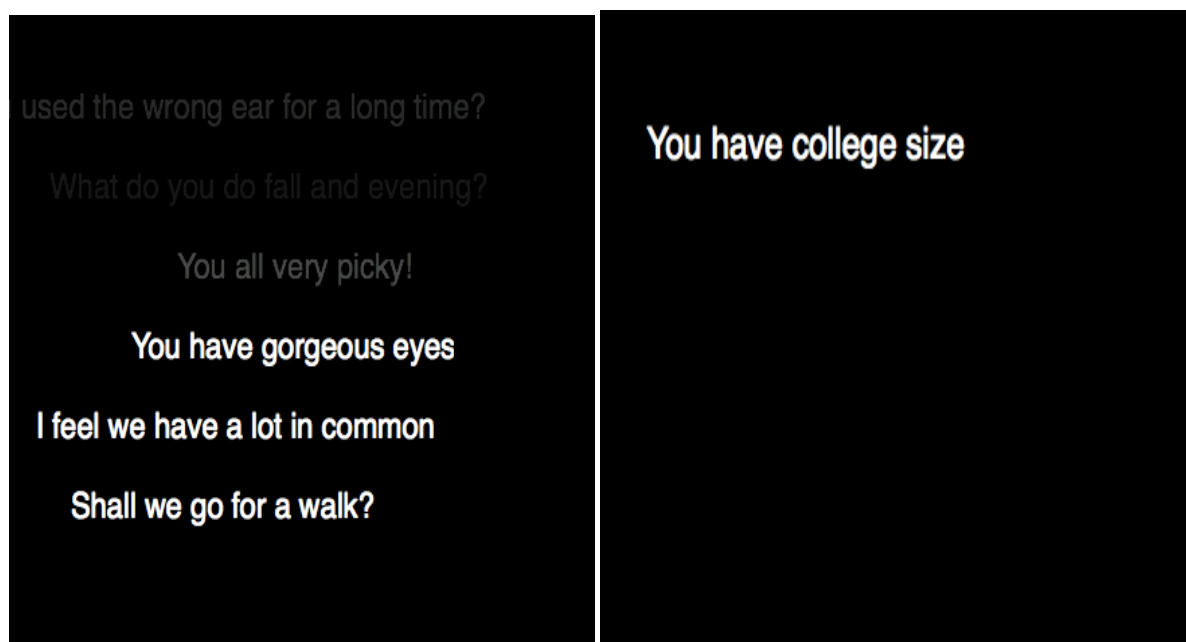 used the wrong ear for a long time?
What do you do fall and evening?
You all very picky!
You have gorgeous eyes
I feel we have a lot in common
Shall we go for a walk?
You have college size